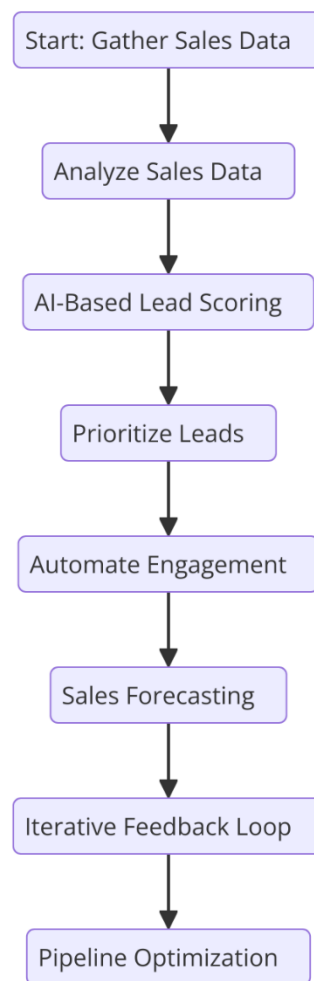 Start: Gather Sales Data
Analyze Sales Data
AI-Based Lead Scoring
Prioritize Leads
Automate Engagement
Sales Forecasting
Iterative Feedback Loop
Pipeline Optimization